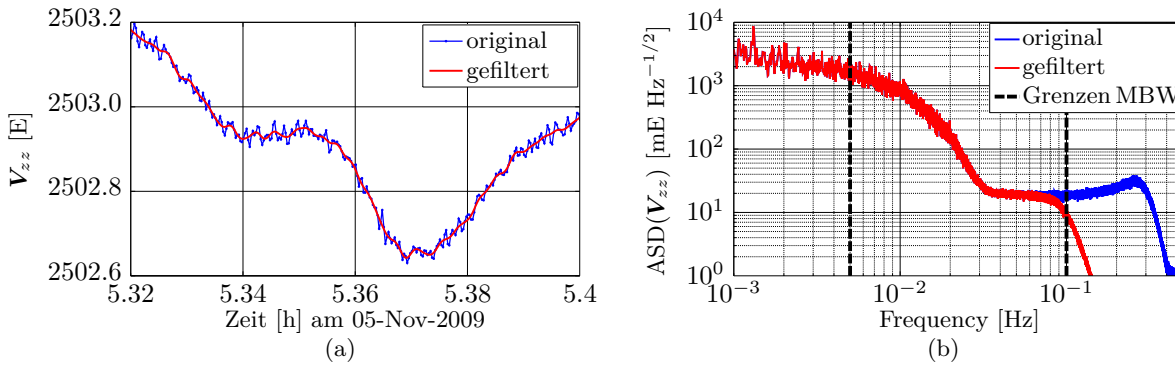 2503.2
2503.0
2502.8
2502.6
V_zz [E]
5.32
5.34
5.36
5.38
5.4
Zeit [h] am 05-Nov-2009
original
gefiltert
(a)
10^4
10^3
10^2
10^1
10^0
ASD(V_zz) [mE Hz^{-1/2}]
10^{-3}
10^{-2}
10^{-1}
Frequency [Hz]
original
gefiltert
Grenzen MBW
(b)